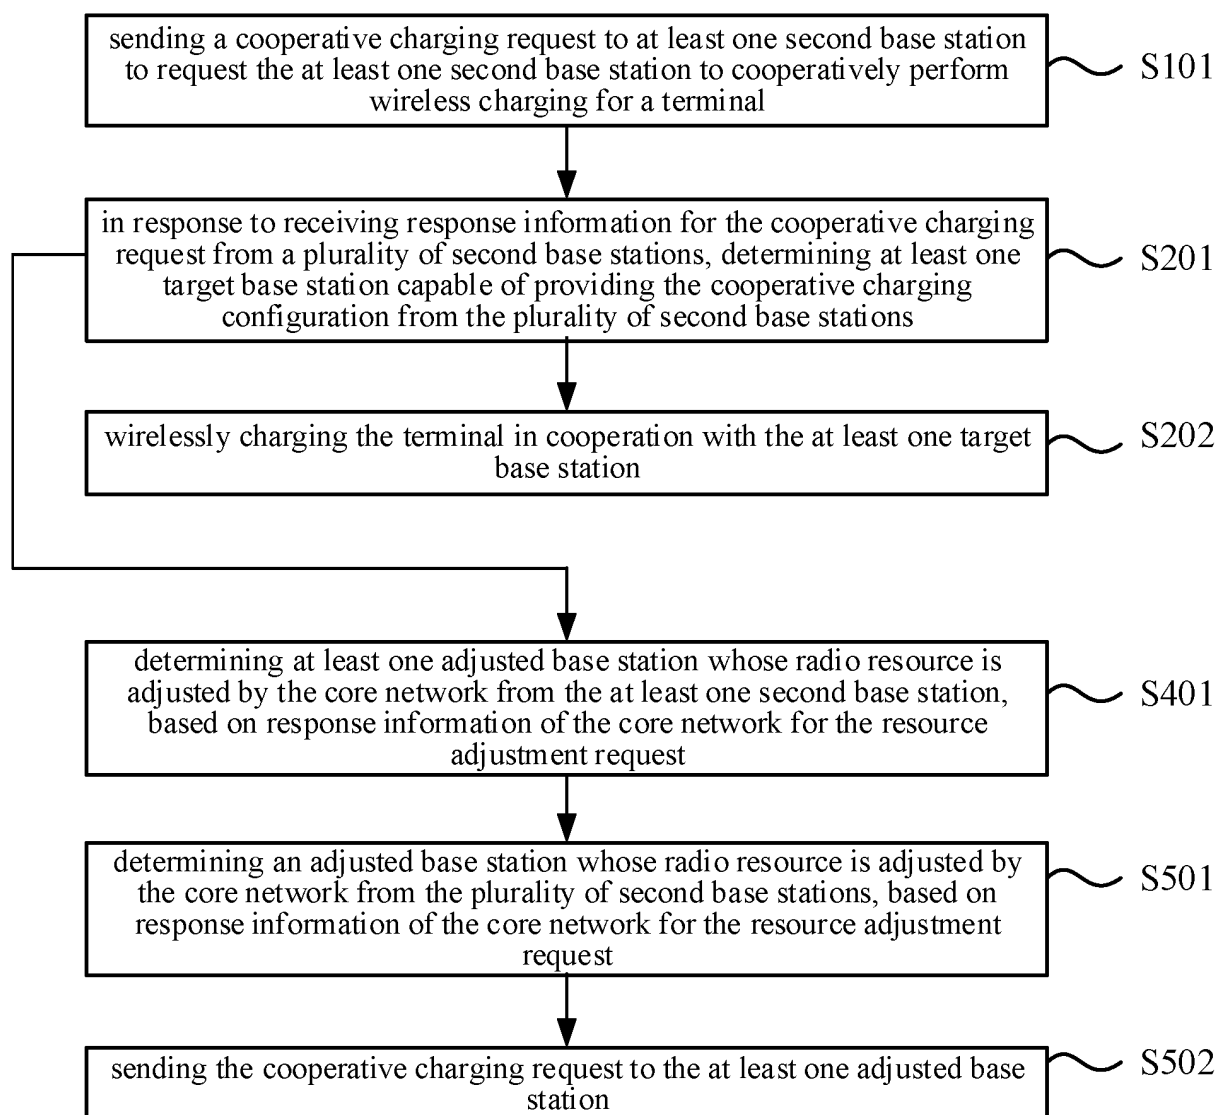 sending a cooperative charging request to at least one second base station
to request the at least one second base station to cooperatively perform
wireless charging for a terminal
S101
in response to receiving response information for the cooperative charging
request from a plurality of second base stations, determining at least one
target base station capable of providing the cooperative charging
configuration from the plurality of second base stations
S201
wirelessly charging the terminal in cooperation with the at least one target
base station
S202
determining at least one adjusted base station whose radio resource is
adjusted by the core network from the at least one second base station,
based on response information of the core network for the resource
adjustment request
S401
determining an adjusted base station whose radio resource is adjusted by
the core network from the plurality of second base stations, based on
response information of the core network for the resource adjustment
request
S501
sending the cooperative charging request to the at least one adjusted base
station
S502